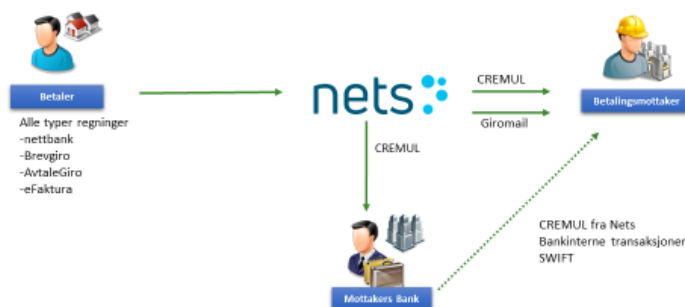 Betaler
Alle typer regninger
-nettbank
-Brevgiro
-AvtaleGiro
-eFaktura
nets
CREMUL
Giromail
Betalingsmottaker
CREMUL
Mottakers Bank
CREMUL fra Nets
Bankinterne transaksjoner
SWIFT